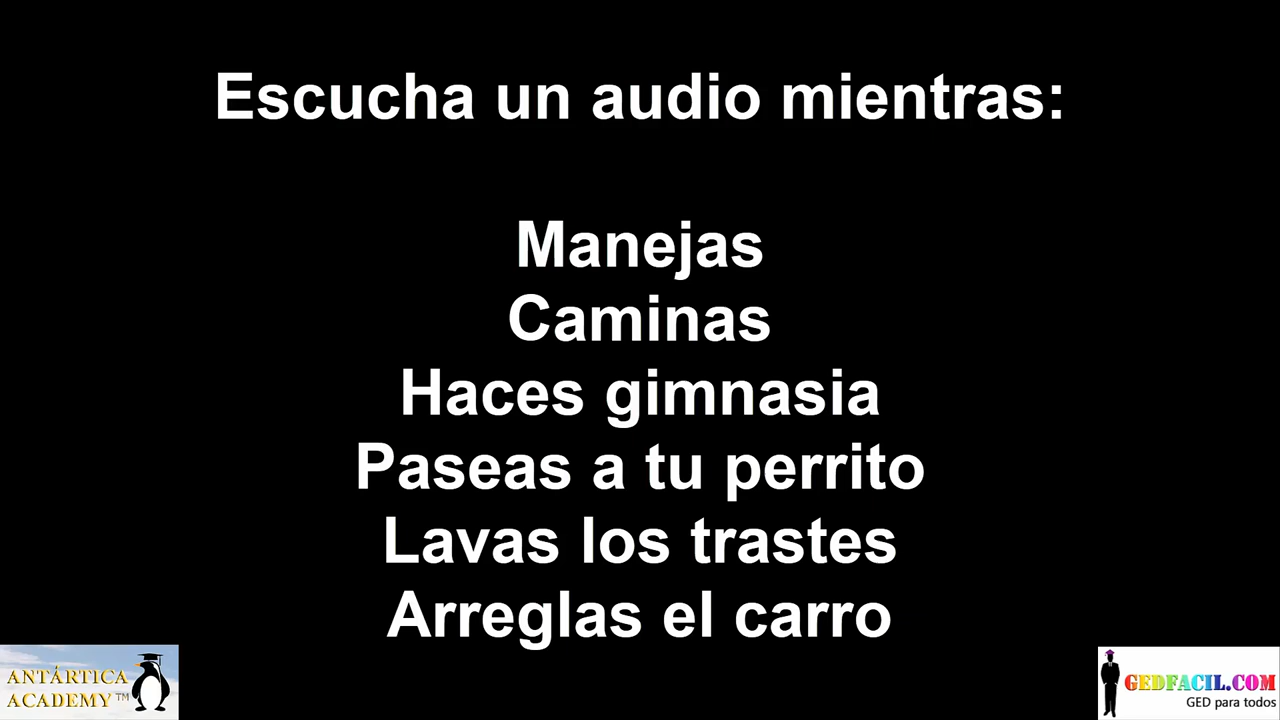 Escucha un audio mientras:
Manejas
Caminas
Haces gimnasia
Paseas a tu perrito
Lavas los trastes
Arreglas el carro
ANTÁRTICA
ACADEMY™
GEDFACIL.COM
GED para todos